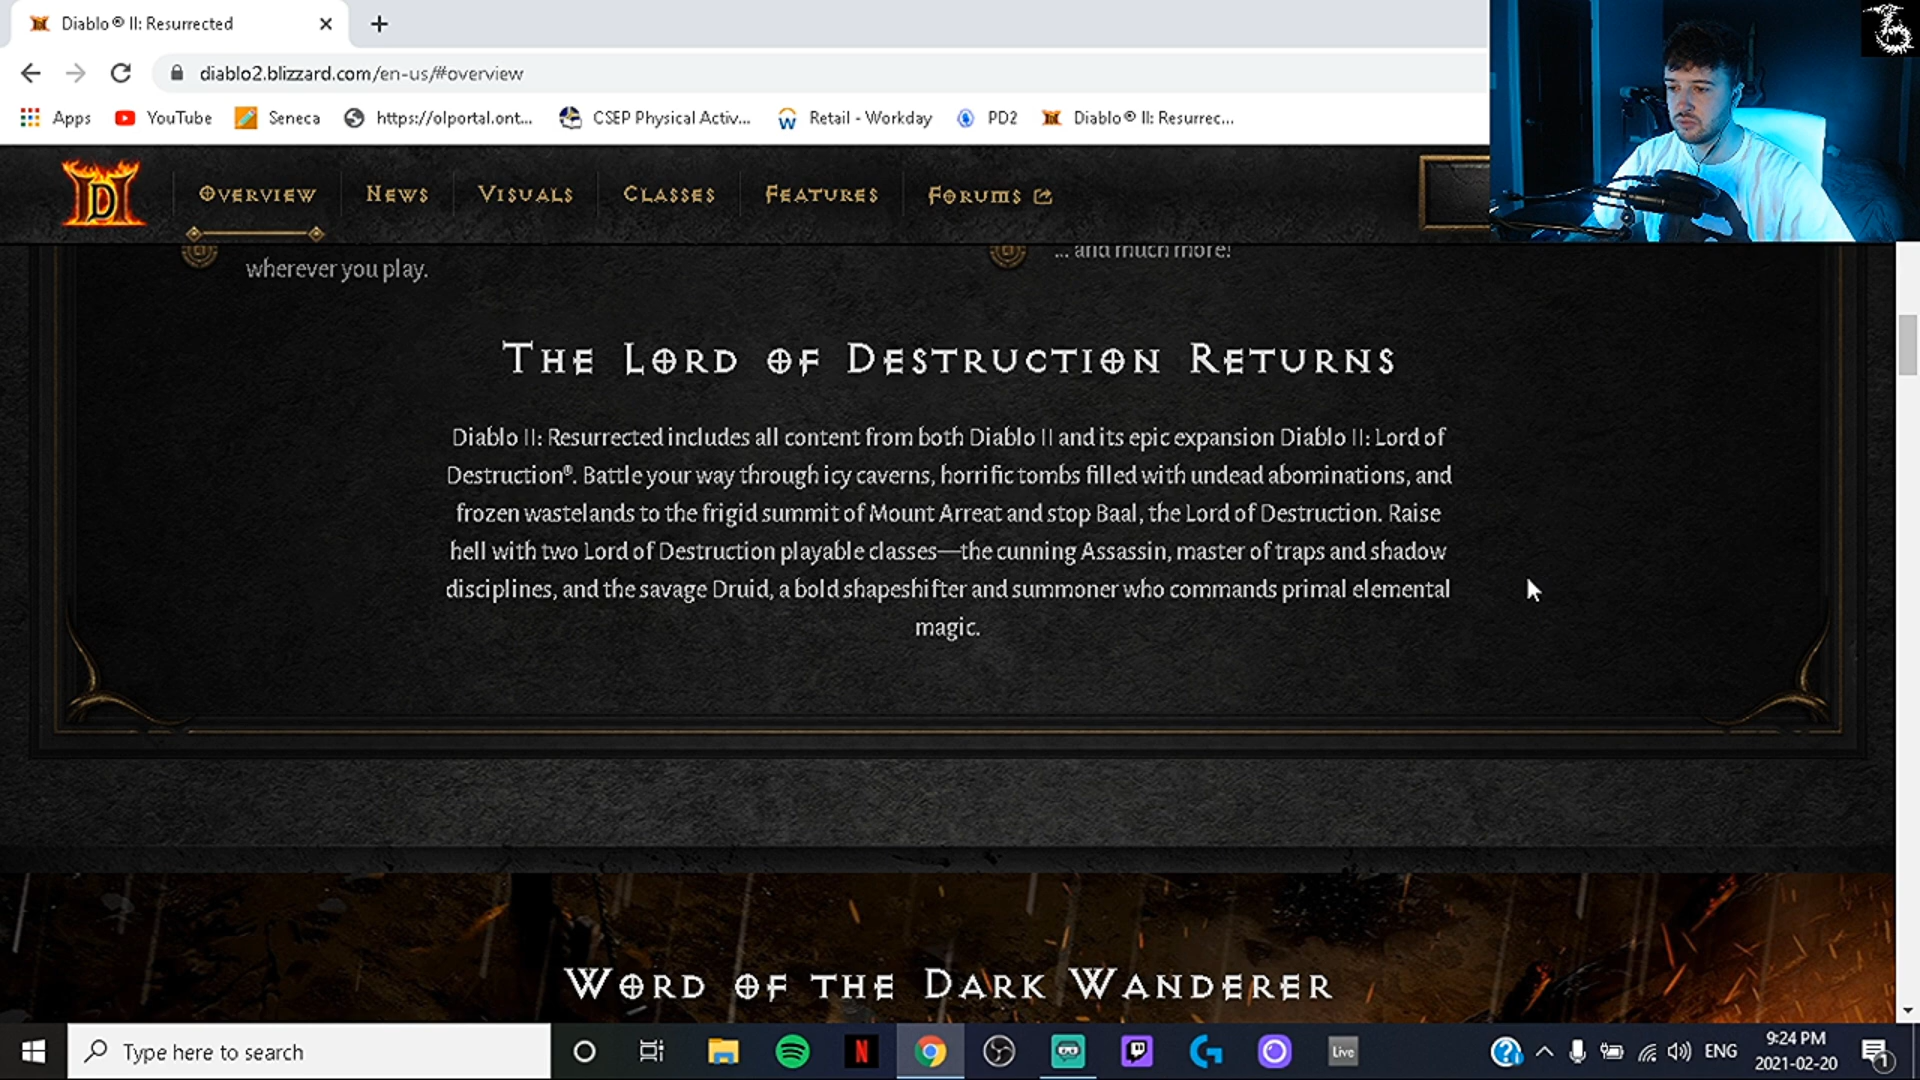 Diablo® II: Resurrected
diablo2.blizzard.com/en-us/#overview
Apps
YouTube
Seneca
https://olportal.ont...
CSEP Physical Activ...
Retail - Workday
PD2
Diablo® II: Resurrec...
Overview
News
Visuals
Classes
Features
Forums
wherever you play.
... and much more!
The Lord of Destruction Returns
Diablo II: Resurrected includes all content from both Diablo II and its epic expansion Diablo II: Lord of
Destruction®. Battle your way through icy caverns, horrific tombs filled with undead abominations, and
frozen wastelands to the frigid summit of Mount Arreat and stop Baal, the Lord of Destruction. Raise
hell with two Lord of Destruction playable classes—the cunning Assassin, master of traps and shadow
disciplines, and the savage Druid, a bold shapeshifter and summoner who commands primal elemental
magic.
Word of the Dark Wanderer
Type here to search
Live
ENG
9:24 PM
2021-02-20
1